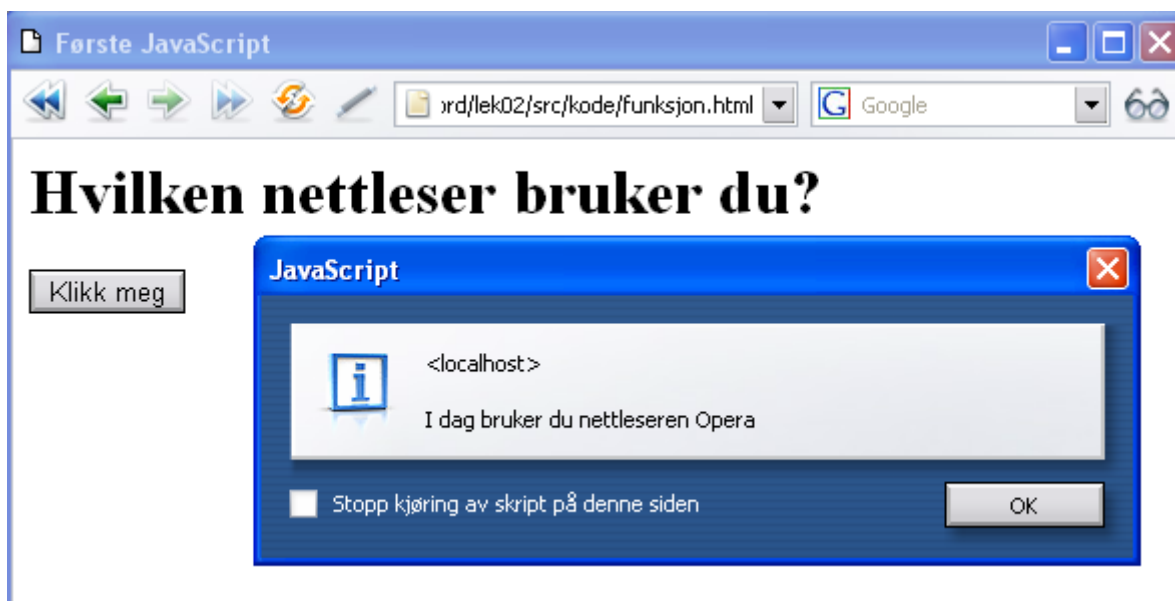 Første JavaScript
ord/lek02/src/kode/funksjon.html
G Google
Hvilken nettleser bruker du?
Klikk meg
JavaScript
<localhost>
I dag bruker du nettleseren Opera
Stopp kjøring av skript på denne siden
OK